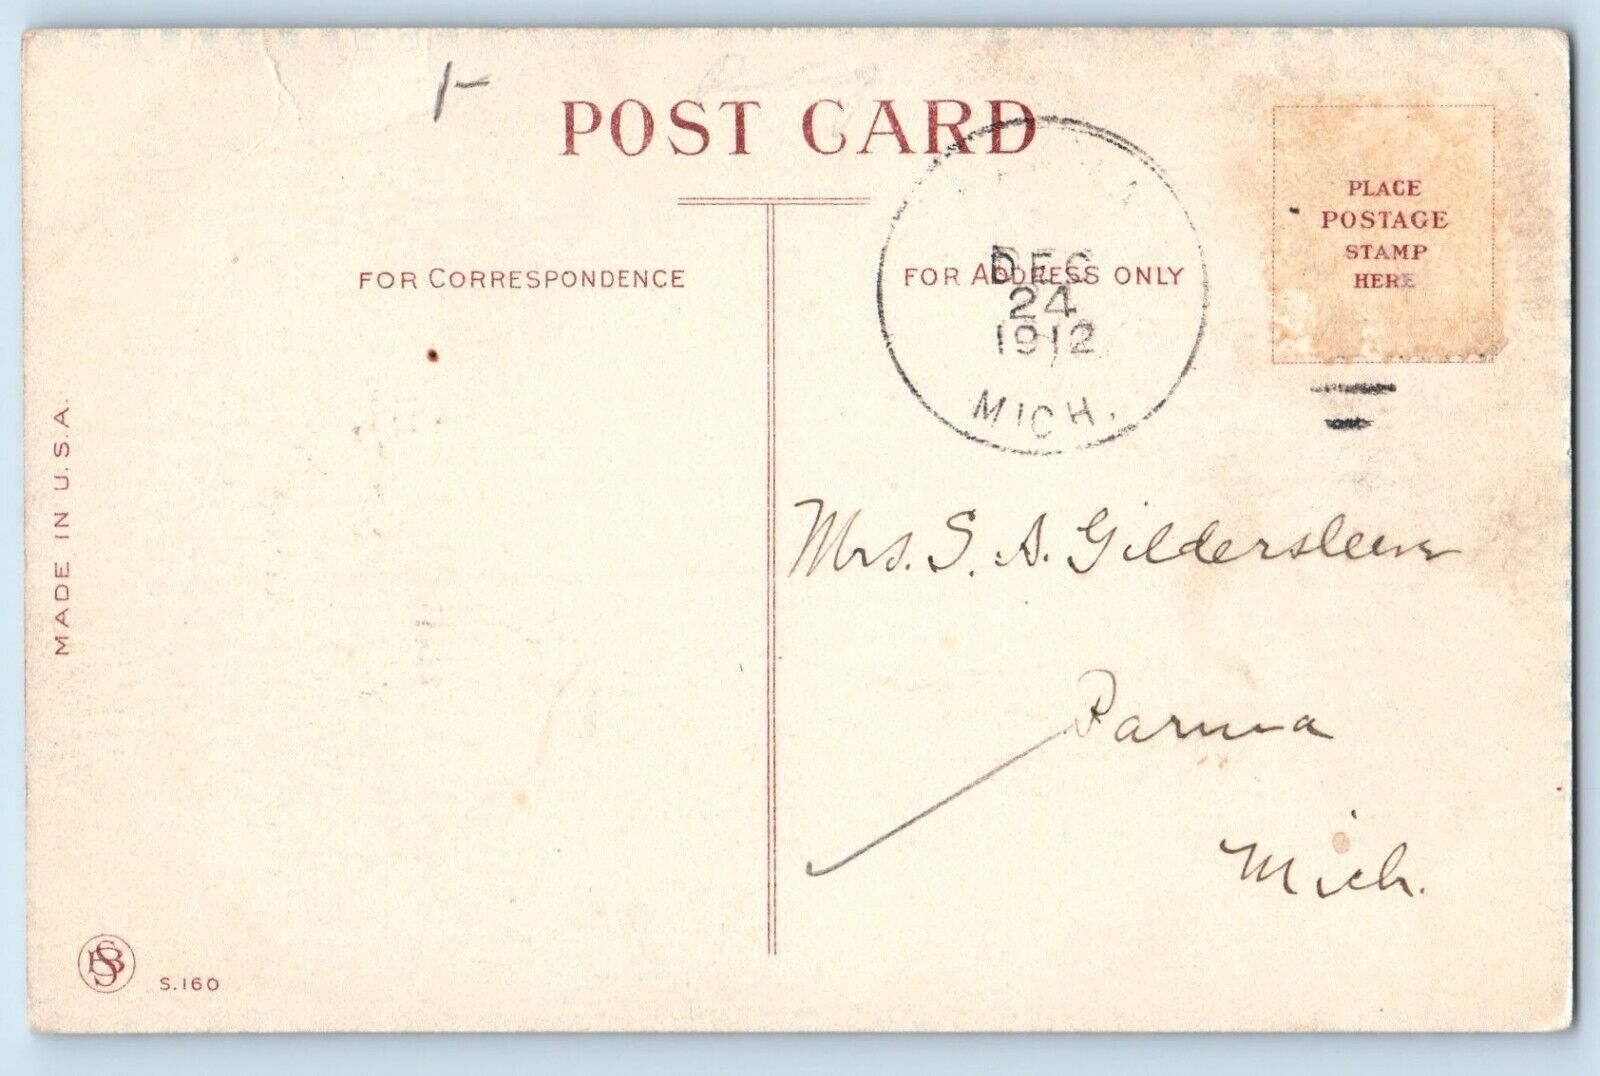 POST CARD
FOR CORRESPONDENCE
FOR ADDRESS ONLY
PLACE
POSTAGE
STAMP
HERE
DEC
24
1912
MICH.
Mrs. S. A. Gildersleeve
Parma
Mich.
MADE IN U.S.A.
S.160